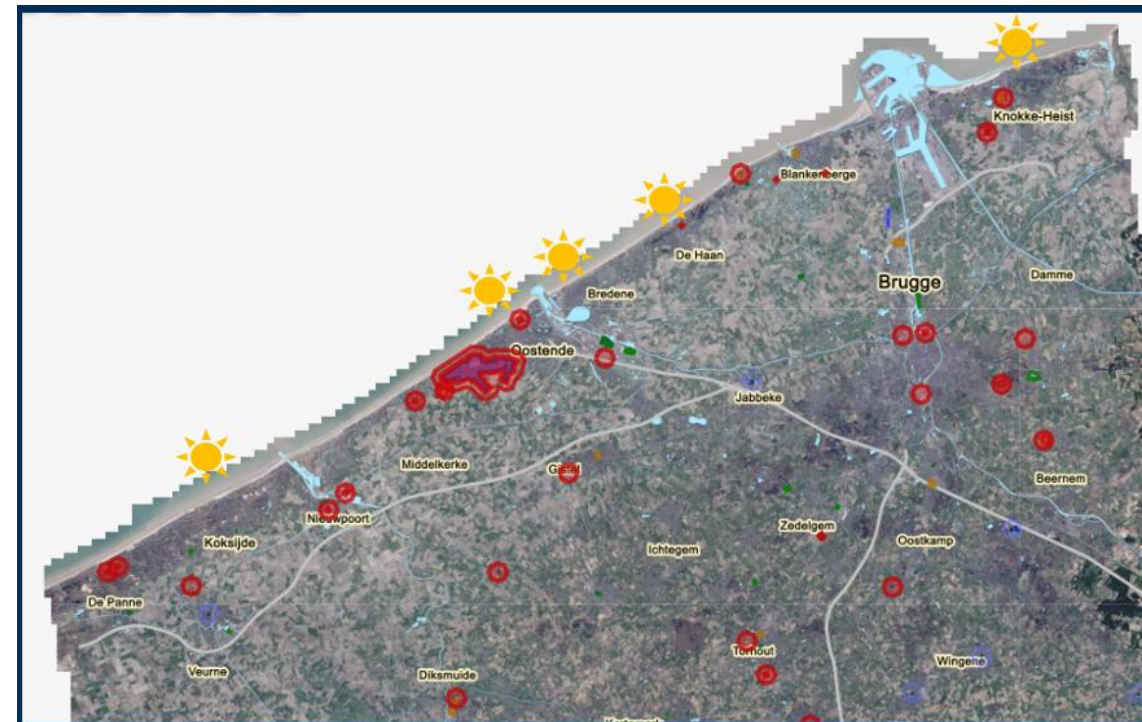 Knokke-Heist
Blankenberge
De Haan
Damme
Brugge
Bredene
Oostende
Jabbeke
Middelkerke
Gistel
Beernem
Nieuwpoort
Zedelgem
Koksijde
Ichtegem
Oostkamp
De Panne
Torhout
Wingene
Veurne
Diksmuide